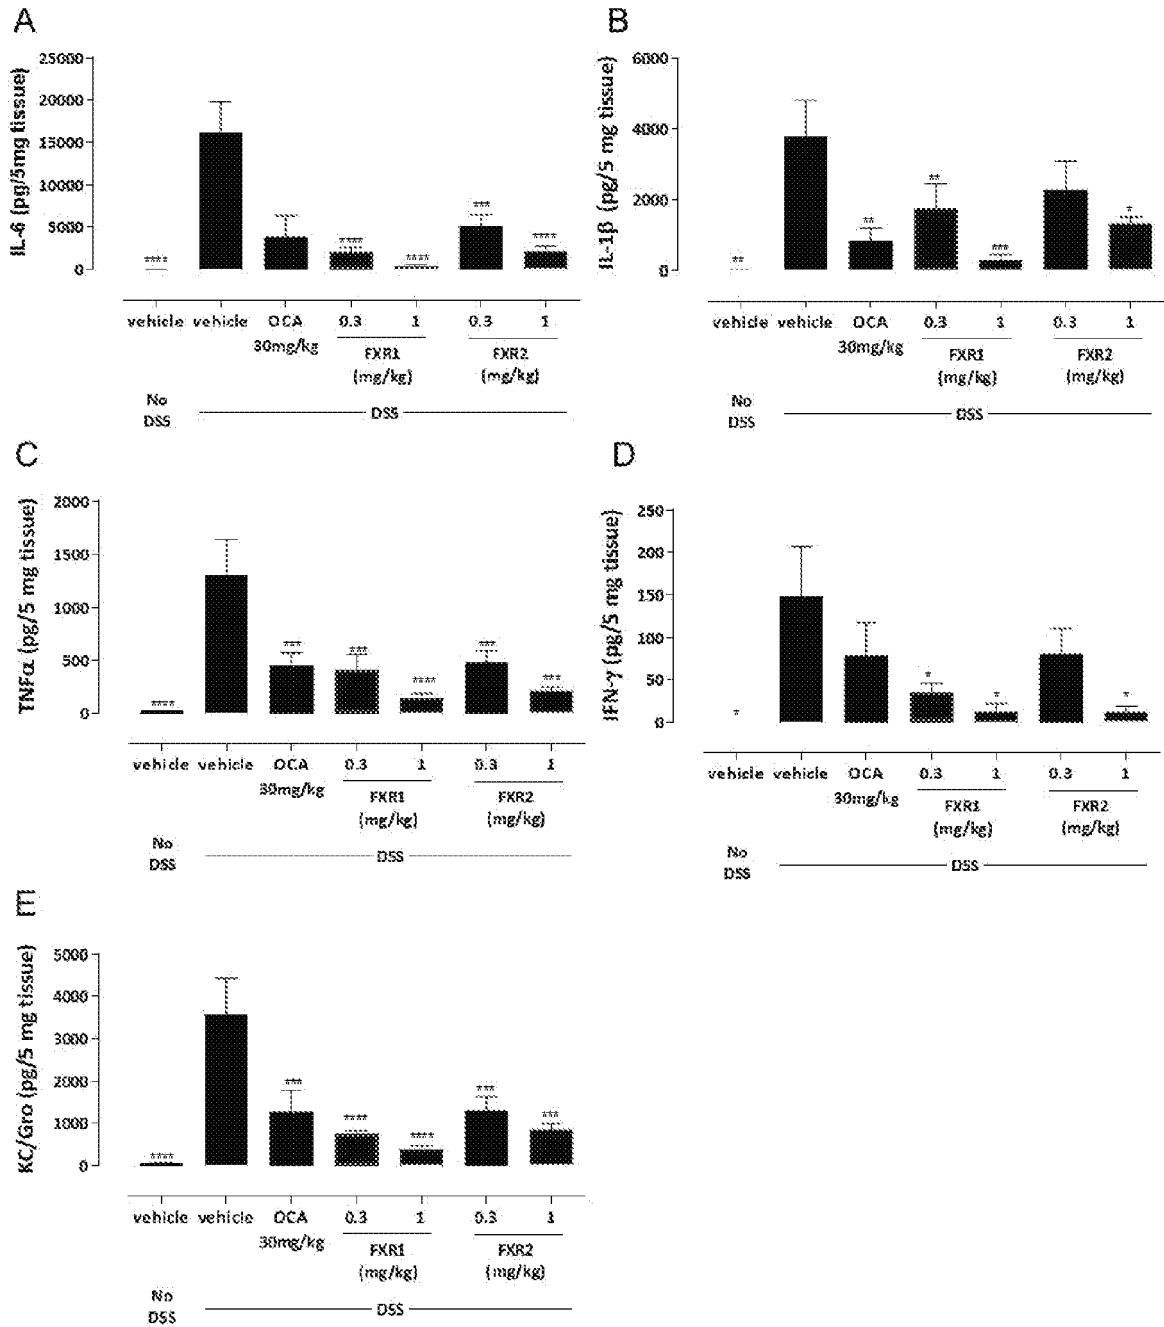 A
IL-6 (pg/5mg tissue)
25000
20000
15000
10000
5000
0
****
****
****
***
****
vehicle vehicle OCA 0.3 1 0.3 1
30mg/kg FXR1 FXR2
(mg/kg) (mg/kg)
No
DSS
DSS
B
IL-1β (pg/5 mg tissue)
6000
4000
2000
0
**
**
**
***
*
vehicle vehicle OCA 0.3 1 0.3 1
30mg/kg FXR1 FXR2
(mg/kg) (mg/kg)
No
DSS
DSS
C
TNFα (pg/5 mg tissue)
2000
1500
1000
500
0
****
***
***
****
***
***
vehicle vehicle OCA 0.3 1 0.3 1
30mg/kg FXR1 FXR2
(mg/kg) (mg/kg)
No
DSS
DSS
D
IFN-γ (pg/5 mg tissue)
250
200
150
100
50
0
*
*
*
*
vehicle vehicle OCA 0.3 1 0.3 1
30mg/kg FXR1 FXR2
(mg/kg) (mg/kg)
No
DSS
DSS
E
KC/Gro (pg/5 mg tissue)
5000
4000
3000
2000
1000
0
****
***
****
****
***
***
vehicle vehicle OCA 0.3 1 0.3 1
30mg/kg FXR1 FXR2
(mg/kg) (mg/kg)
No
DSS
DSS